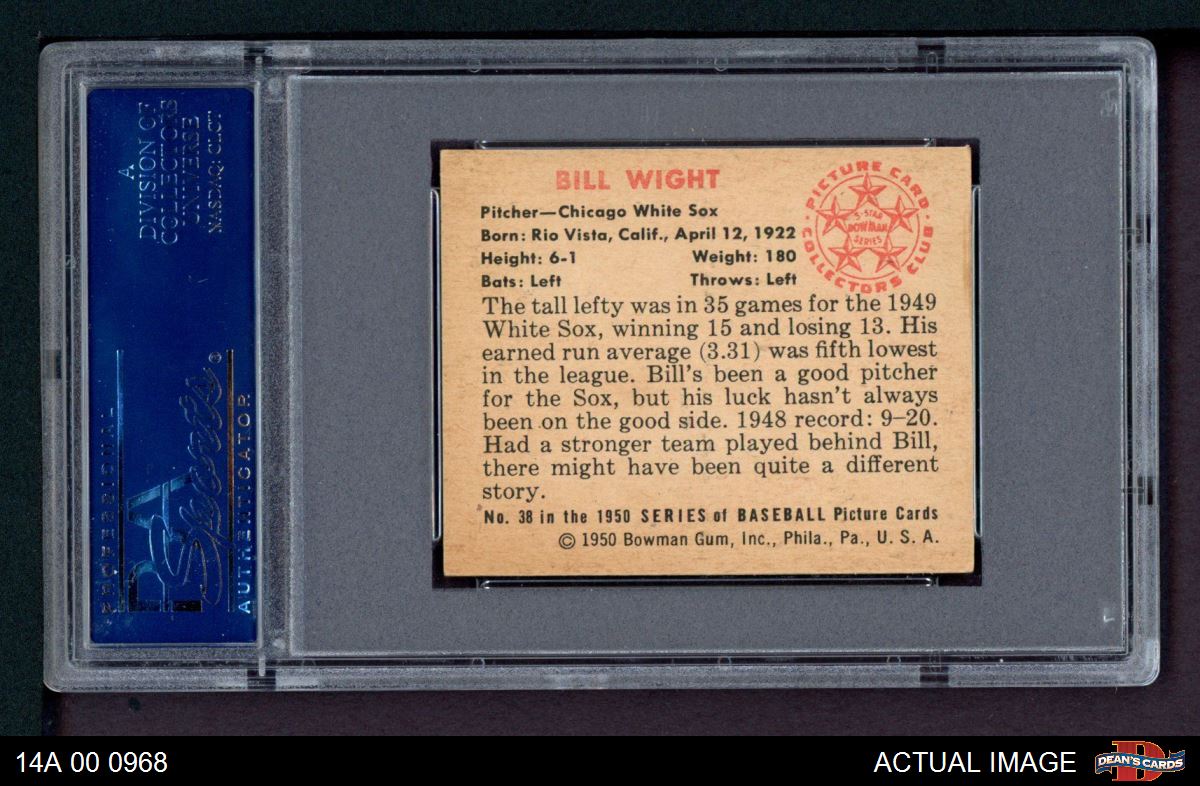 A
DIVISION OF
COLLECTORS
UNIVERSE
NASDAQ: CLCT
PROFESSIONAL
PSA
Sports ®
AUTHENTICATOR
BILL WIGHT
Pitcher—Chicago White Sox
Born: Rio Vista, Calif., April 12, 1922
Height: 6-1 Weight: 180
Bats: Left Throws: Left
PICTURE CARD
COLLECTORS CLUB
5-STAR
BOWMAN
SERIES
The tall lefty was in 35 games for the 1949
White Sox, winning 15 and losing 13. His
earned run average (3.31) was fifth lowest
in the league. Bill's been a good pitcher
for the Sox, but his luck hasn't always
been on the good side. 1948 record: 9–20.
Had a stronger team played behind Bill,
there might have been quite a different
story.
No. 38 in the 1950 SERIES of BASEBALL Picture Cards
© 1950 Bowman Gum, Inc., Phila., Pa., U. S. A.
14A 00 0968
ACTUAL IMAGE
D
DEAN'S CARDS